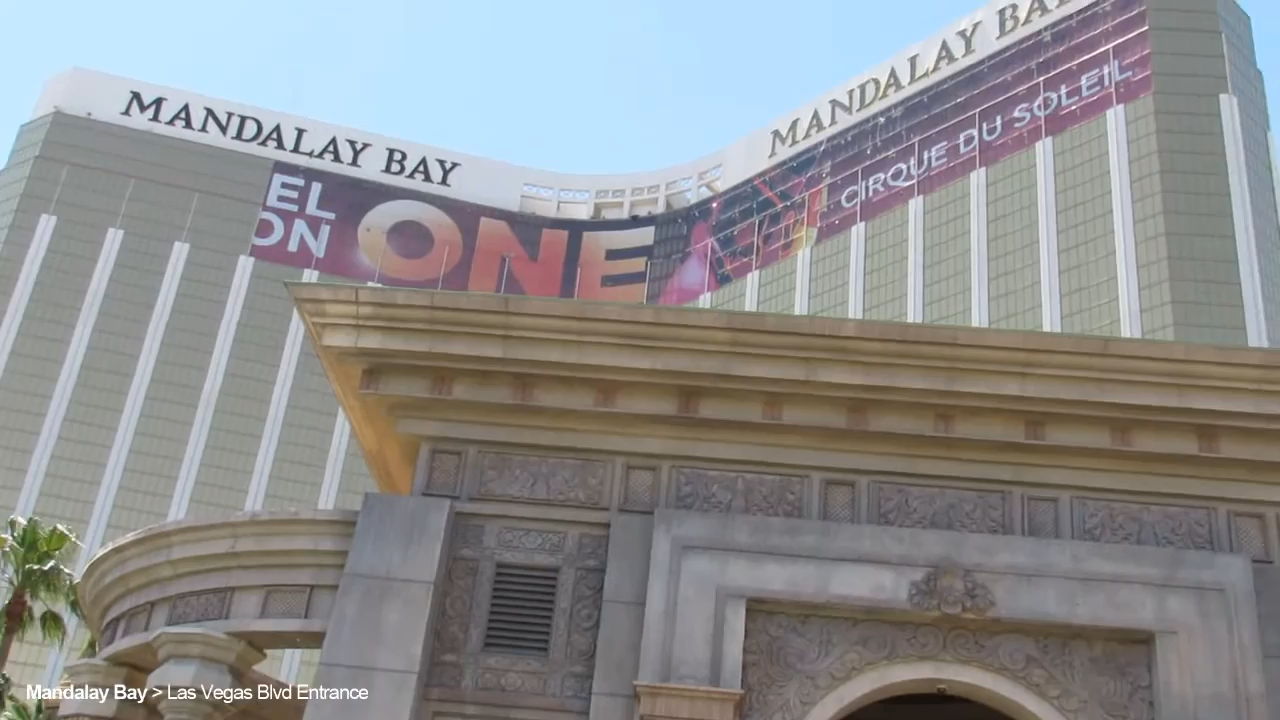 MANDALAY BAY
MANDALAY BAY
EL
ON
ONE
CIRQUE DU SOLEIL
Mandalay Bay > Las Vegas Blvd Entrance